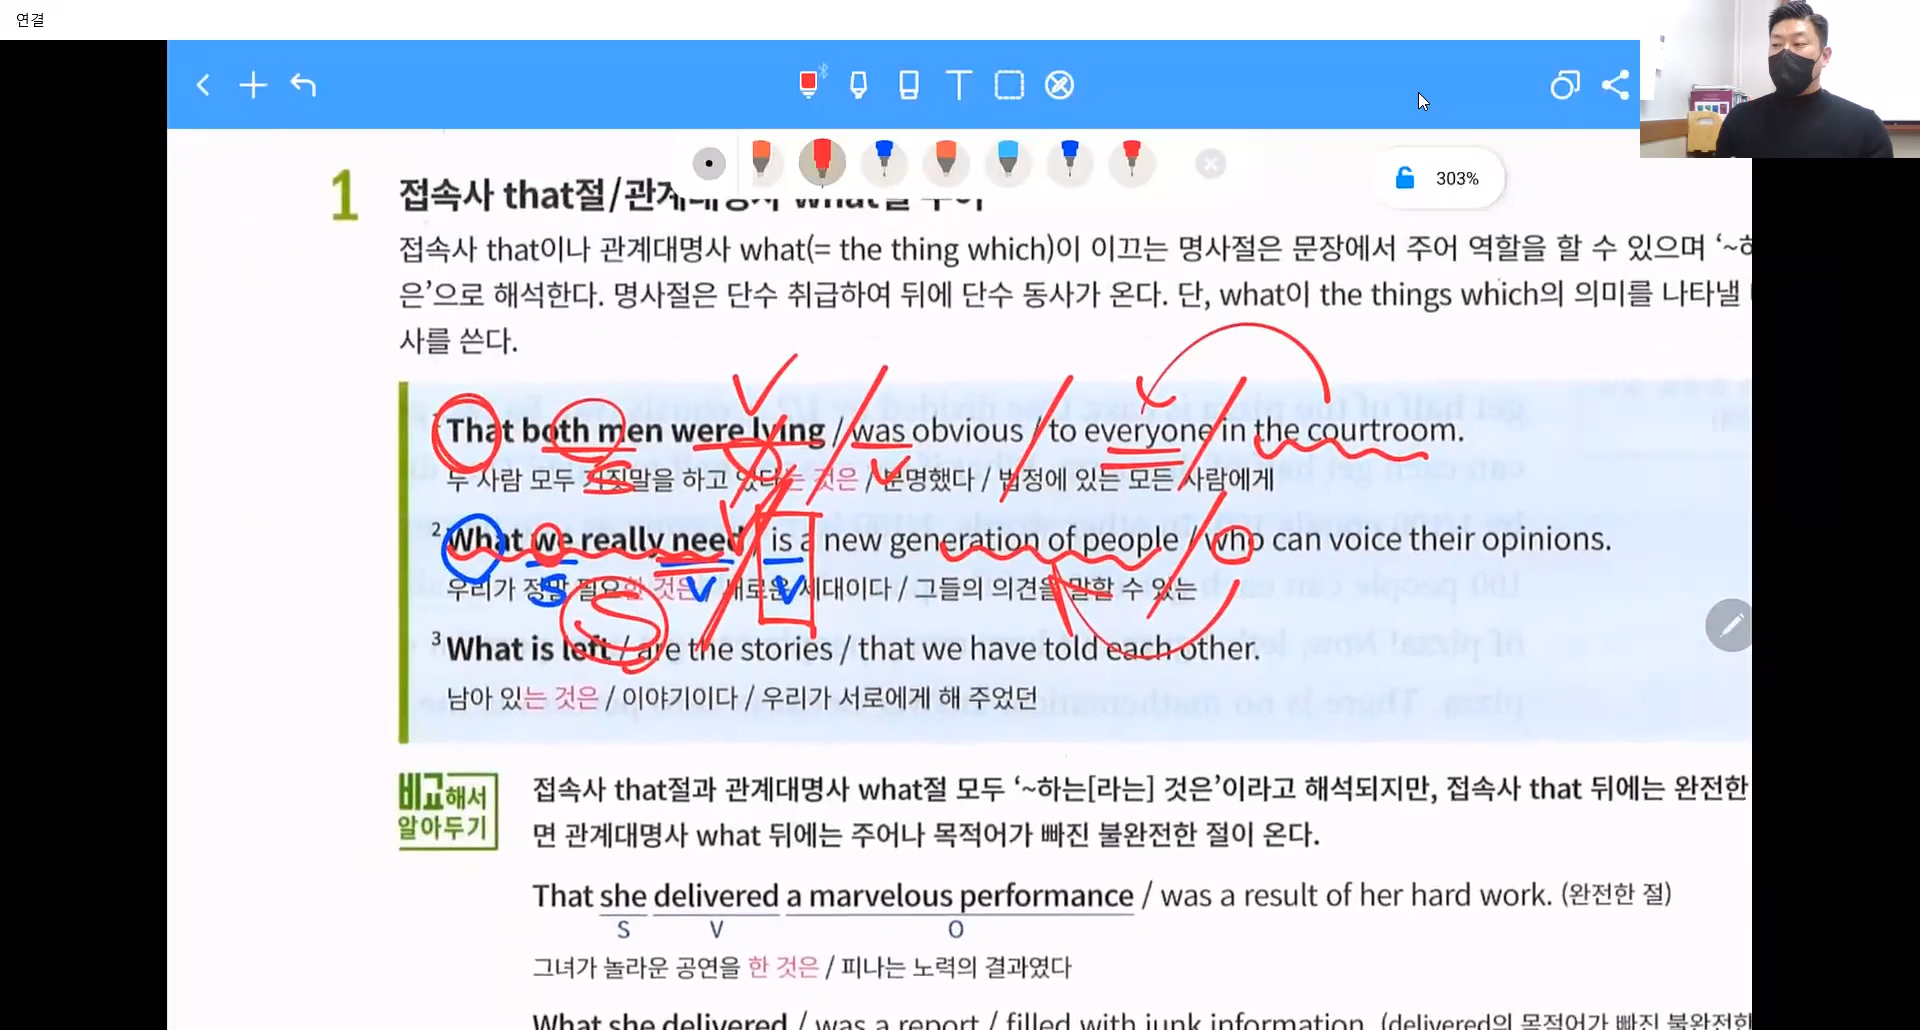 연결
303%
1 접속사 that절/관계대명사 what절 주어
접속사 that이나 관계대명사 what(= the thing which)이 이끄는 명사절은 문장에서 주어 역할을 할 수 있으며 ‘~하
은’으로 해석한다. 명사절은 단수 취급하여 뒤에 단수 동사가 온다. 단, what이 the things which의 의미를 나타낼
사를 쓴다.
1 That both men were lying / was obvious / to everyone in the courtroom.
두 사람 모두 거짓말을 하고 있다는 것은 / 분명했다 / 법정에 있는 모든 사람에게
2 What we really need / is a new generation of people / who can voice their opinions.
우리가 정말 필요한 것은 / 새로운 세대이다 / 그들의 의견을 말할 수 있는
S V V
S
3 What is left / are the stories / that we have told each other.
남아 있는 것은 / 이야기이다 / 우리가 서로에게 해 주었던
비교해서
알아두기
접속사 that절과 관계대명사 what절 모두 ‘~하는[라는] 것은’이라고 해석되지만, 접속사 that 뒤에는 완전한
면 관계대명사 what 뒤에는 주어나 목적어가 빠진 불완전한 절이 온다.
That she delivered a marvelous performance / was a result of her hard work. (완전한 절)
S V O
그녀가 놀라운 공연을 한 것은 / 피나는 노력의 결과였다
What she delivered / was a report / filled with junk information. (delivered의 목적어가 빠진 불완전한